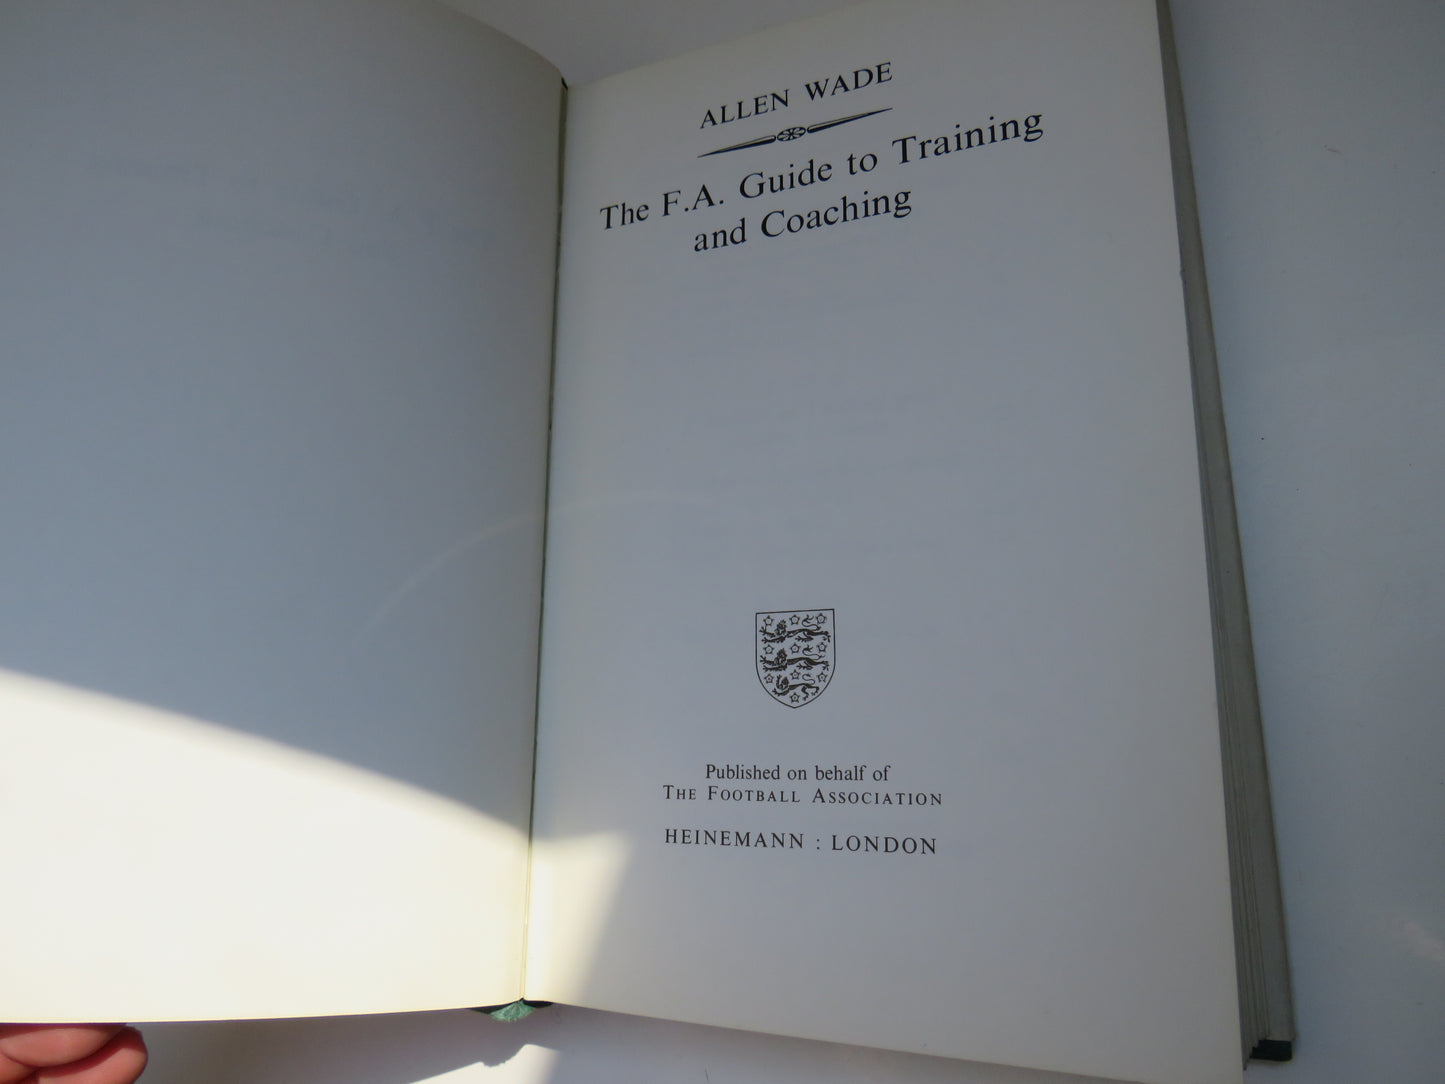 ALLEN WADE
The F.A. Guide to Training
and Coaching
Published on behalf of
THE FOOTBALL ASSOCIATION
HEINEMANN : LONDON